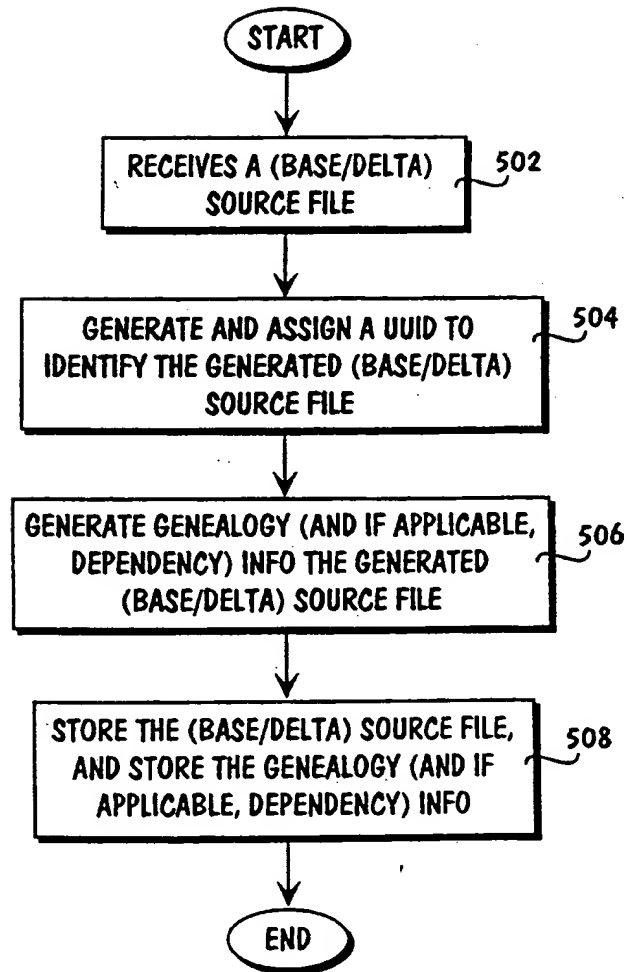 START
RECEIVES A (BASE/DELTA)
SOURCE FILE
502
GENERATE AND ASSIGN A UUID TO
IDENTIFY THE GENERATED (BASE/DELTA)
SOURCE FILE
504
GENERATE GENEALOGY (AND IF APPLICABLE,
DEPENDENCY) INFO THE GENERATED
(BASE/DELTA) SOURCE FILE
506
STORE THE (BASE/DELTA) SOURCE FILE,
AND STORE THE GENEALOGY (AND IF
APPLICABLE, DEPENDENCY) INFO
508
END